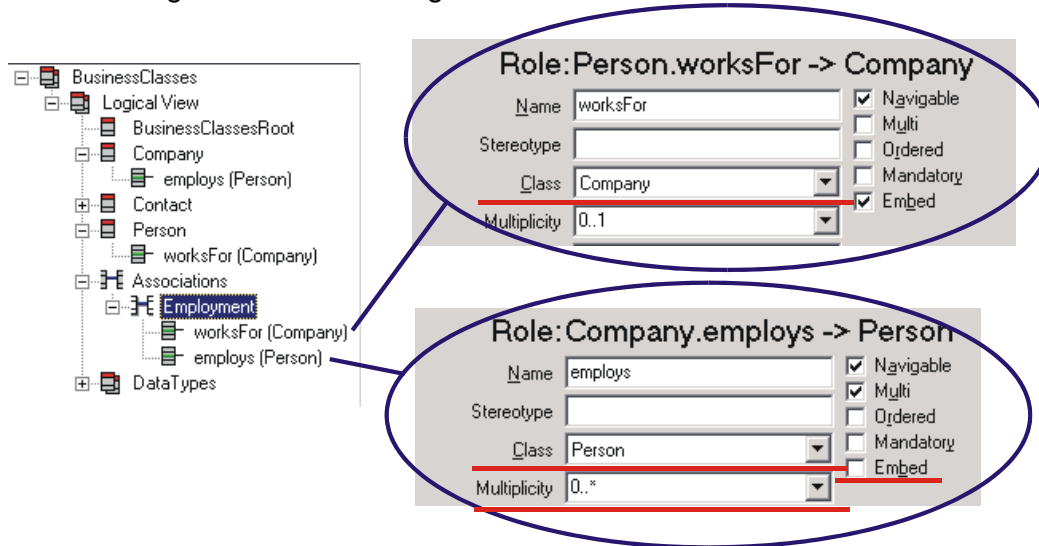 BusinessClasses
Logical View
BusinessClassesRoot
Company
employs (Person)
Contact
Person
worksFor (Company)
Associations
Employment
worksFor (Company)
employs (Person)
DataTypes
Role:Person.worksFor -> Company
Name worksFor
Navigable
Multi
Stereotype
Ordered
Class Company
Mandatory
Embed
Multiplicity 0..1
Role:Company.employs -> Person
Name employs
Navigable
Multi
Stereotype
Ordered
Class Person
Mandatory
Embed
Multiplicity 0..*